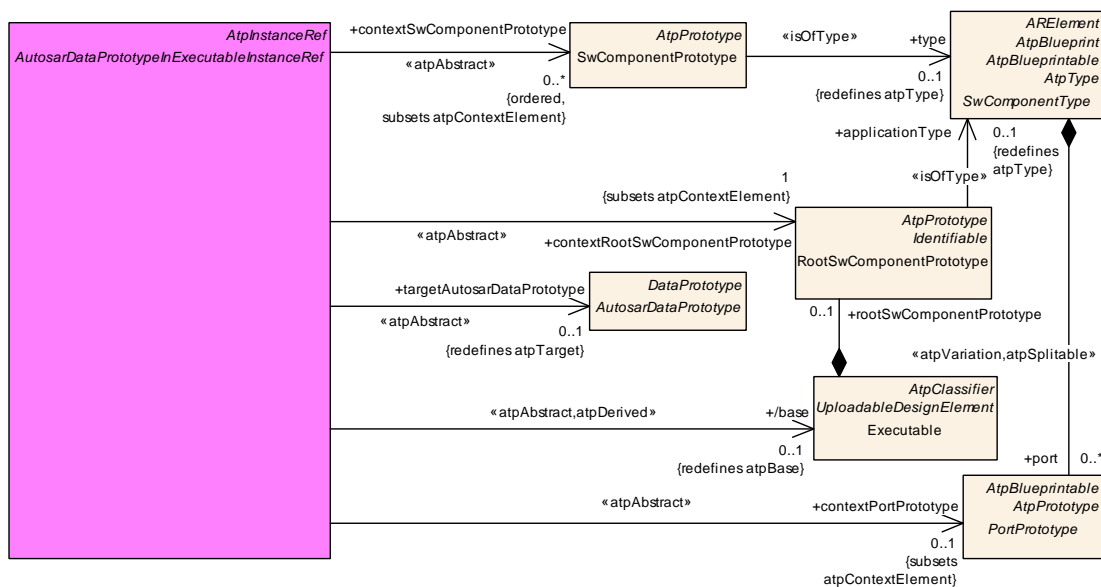 AtpInstanceRef
AutosarDataPrototypeInExecutableInstanceRef
+contextSwComponentPrototype
«atpAbstract»
0..*
{ordered,
subsets atpContextElement}
AtpPrototype
SwComponentPrototype
«isOfType»
+type
0..1
{redefines atpType}
ARElement
AtpBlueprint
AtpBlueprintable
AtpType
SwComponentType
+applicationType
0..1
{redefines
atpType}
«isOfType»
1
{subsets atpContextElement}
«atpAbstract»
+contextRootSwComponentPrototype
AtpPrototype
Identifiable
RootSwComponentPrototype
+targetAutosarDataPrototype
«atpAbstract»
0..1
{redefines atpTarget}
DataPrototype
AutosarDataPrototype
0..1
+rootSwComponentPrototype
«atpVariation,atpSplitable»
«atpAbstract,atpDerived»
+/base
0..1
{redefines atpBase}
AtpClassifier
UploadableDesignElement
Executable
+port
0..*
«atpAbstract»
+contextPortPrototype
0..1
{subsets
atpContextElement}
AtpBlueprintable
AtpPrototype
PortPrototype